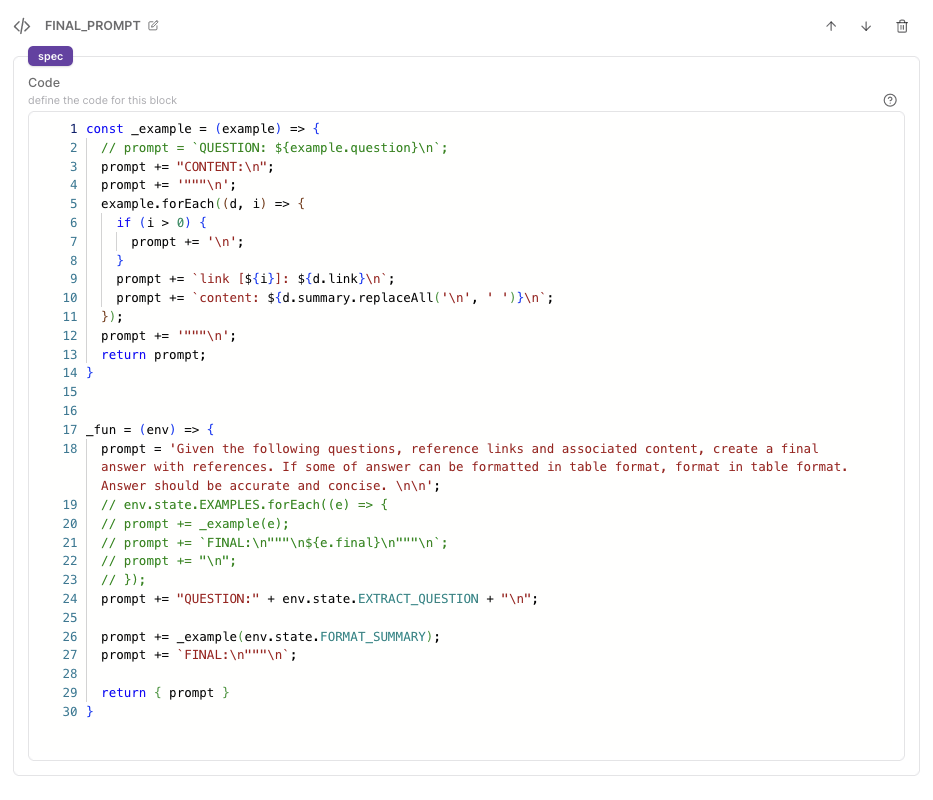 FINAL_PROMPT
spec
Code
define the code for this block
1 const _example = (example) => {
2 // prompt = `QUESTION: ${example.question}\n`;
3 prompt += "CONTENT:\n";
4 prompt += '"""\n';
5 example.forEach((d, i) => {
6 if (i > 0) {
7 prompt += '\n';
8 }
9 prompt += `link [${i}]: ${d.link}\n`;
10 prompt += `content: ${d.summary.replaceAll('\n', ' ')}\n`;
11 });
12 prompt += '"""\n';
13 return prompt;
14 }
15
16
17 _fun = (env) => {
18 prompt = 'Given the following questions, reference links and associated content, create a final
answer with references. If some of answer can be formatted in table format, format in table format.
Answer should be accurate and concise. \n\n';
19 // env.state.EXAMPLES.forEach((e) => {
20 // prompt += _example(e);
21 // prompt += `FINAL:\n"""\n${e.final}\n"""\n`;
22 // prompt += "\n";
23 // });
24 prompt += "QUESTION:" + env.state.EXTRACT_QUESTION + "\n";
25
26 prompt += _example(env.state.FORMAT_SUMMARY);
27 prompt += `FINAL:\n"""\n`;
28
29 return { prompt }
30 }